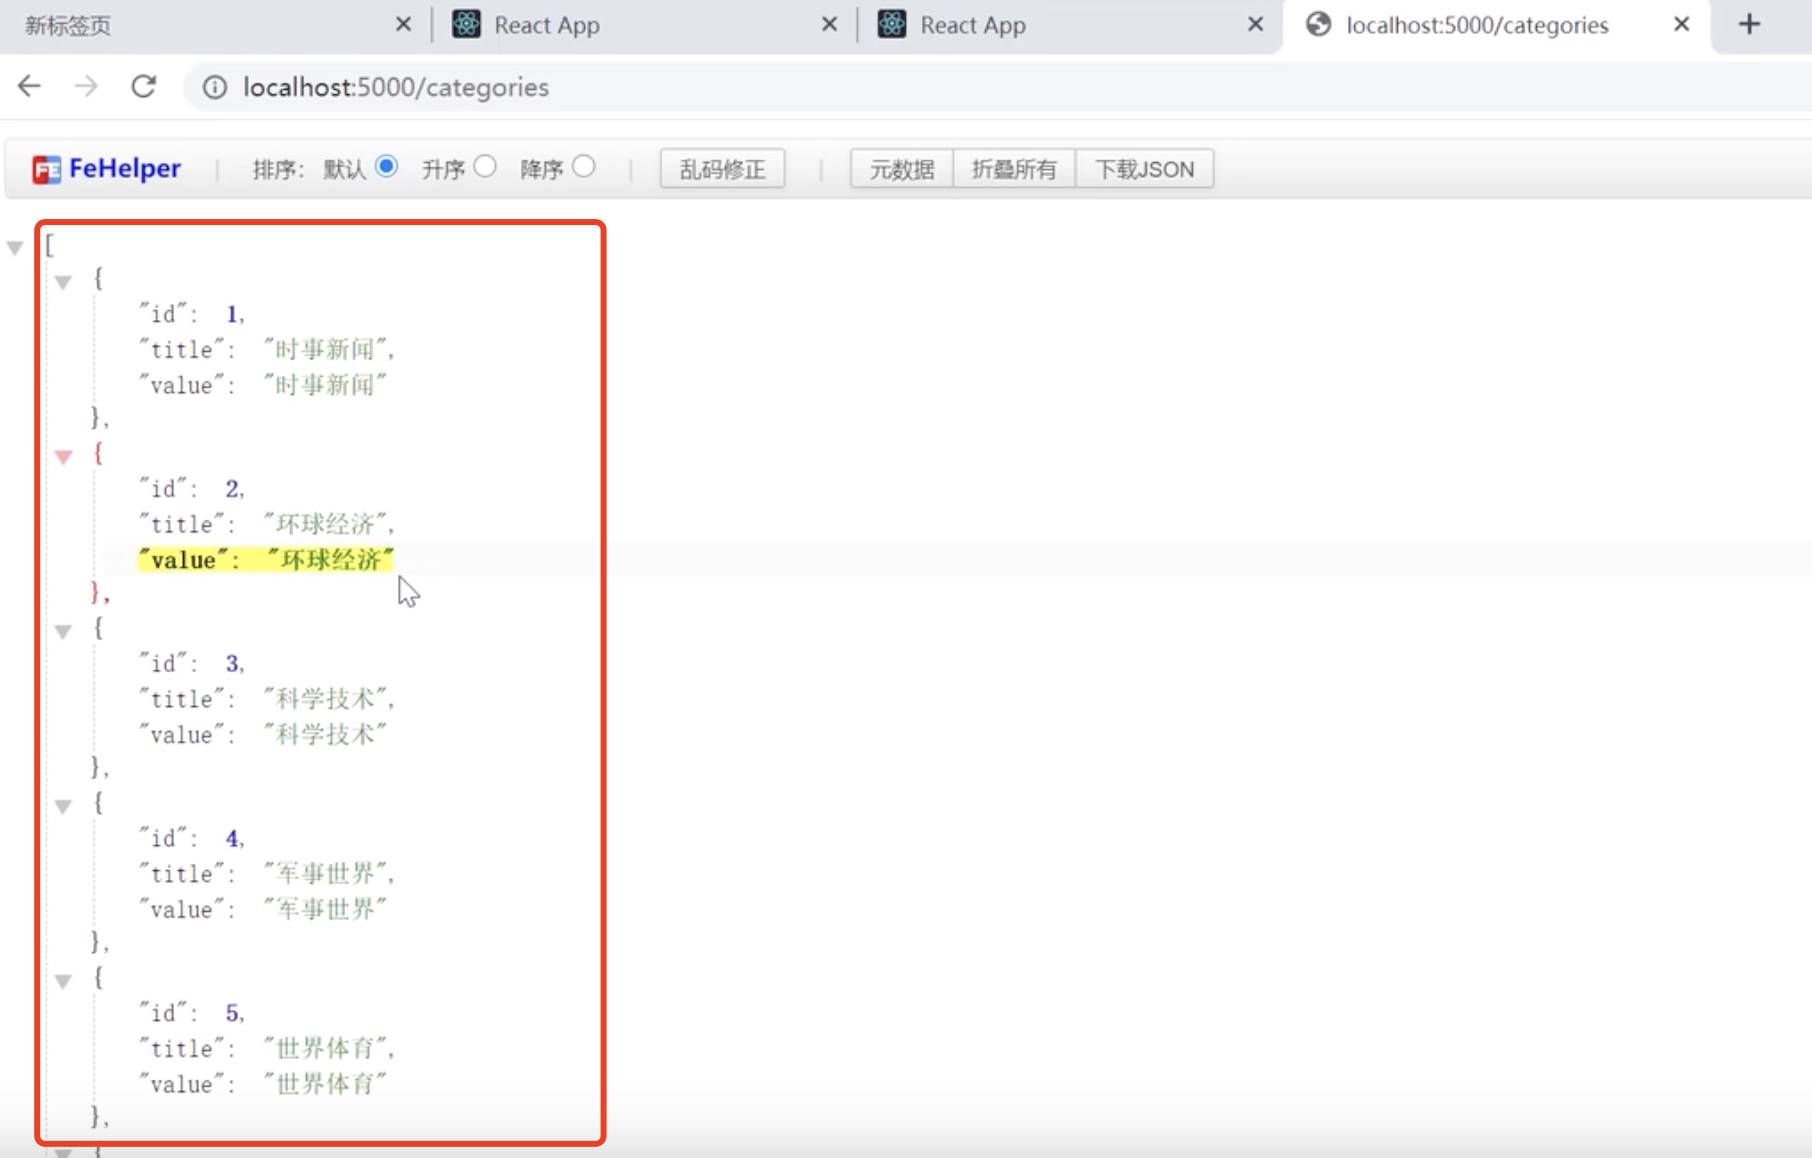 新标签页 React App React App localhost:5000/categories
localhost:5000/categories
FeHelper 排序: 默认 升序 降序 乱码修正 元数据 折叠所有 下载JSON
[
{
"id": 1,
"title": "时事新闻",
"value": "时事新闻"
},
{
"id": 2,
"title": "环球经济",
"value": "环球经济"
},
{
"id": 3,
"title": "科学技术",
"value": "科学技术"
},
{
"id": 4,
"title": "军事世界",
"value": "军事世界"
},
{
"id": 5,
"title": "世界体育",
"value": "世界体育"
},
{